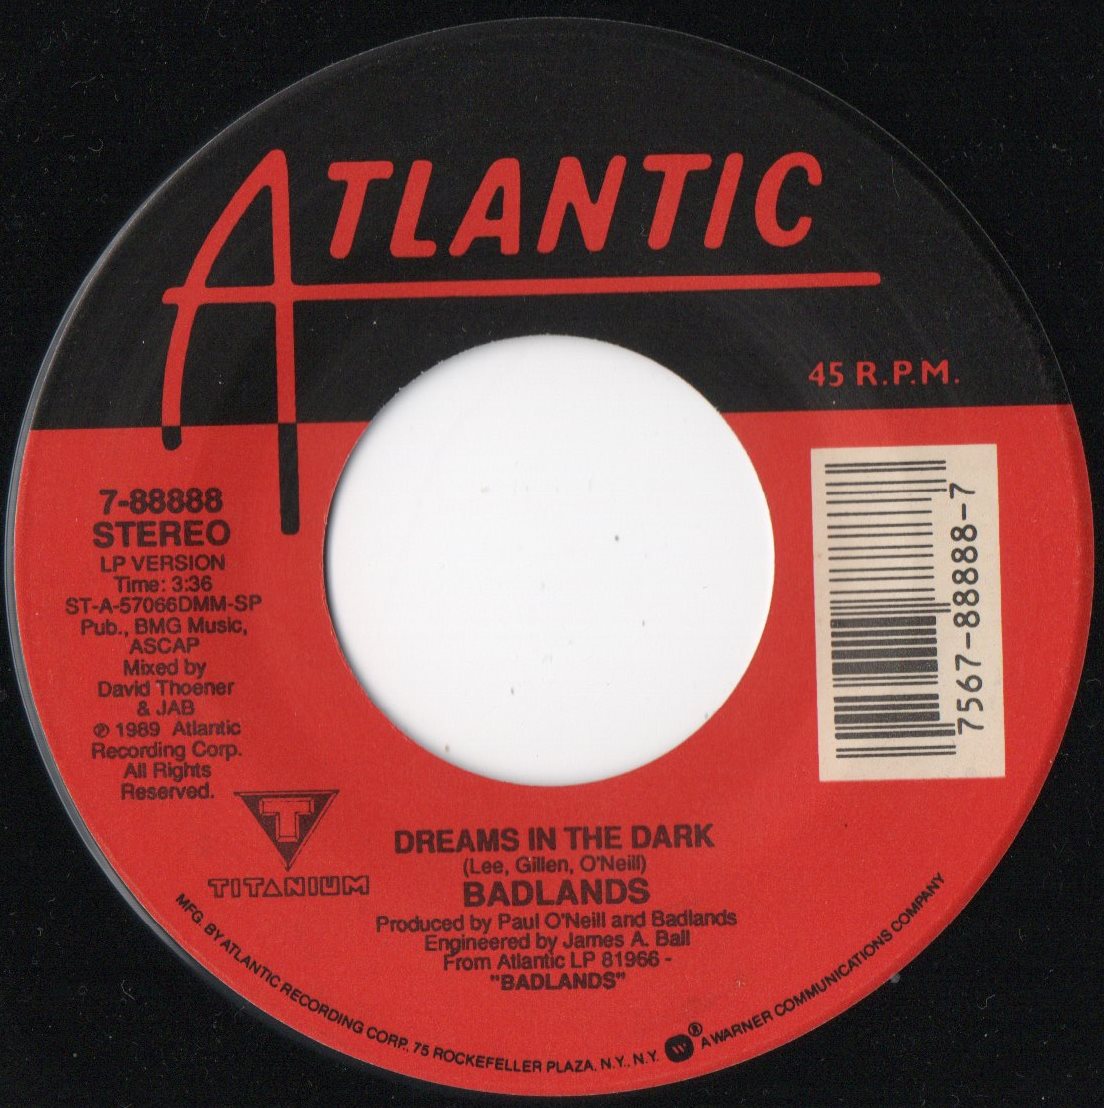 ATLANTIC
45 R.P.M.
7-88888
STEREO
LP VERSION
Time: 3:36
ST-A-57066DMM-SP
Pub., BMG Music,
ASCAP
Mixed by
David Thoener
& JAB
℗ 1989 Atlantic
Recording Corp.
All Rights
Reserved.
7567-88888-7
T
TITANIUM
DREAMS IN THE DARK
(Lee, Gillen, O'Neill)
BADLANDS
Produced by Paul O'Neill and Badlands
Engineered by James A. Ball
From Atlantic LP 81966 -
"BADLANDS"
MFG. BY ATLANTIC RECORDING CORP., 75 ROCKEFELLER PLAZA, N.Y., N.Y. W ® A WARNER COMMUNICATIONS COMPANY